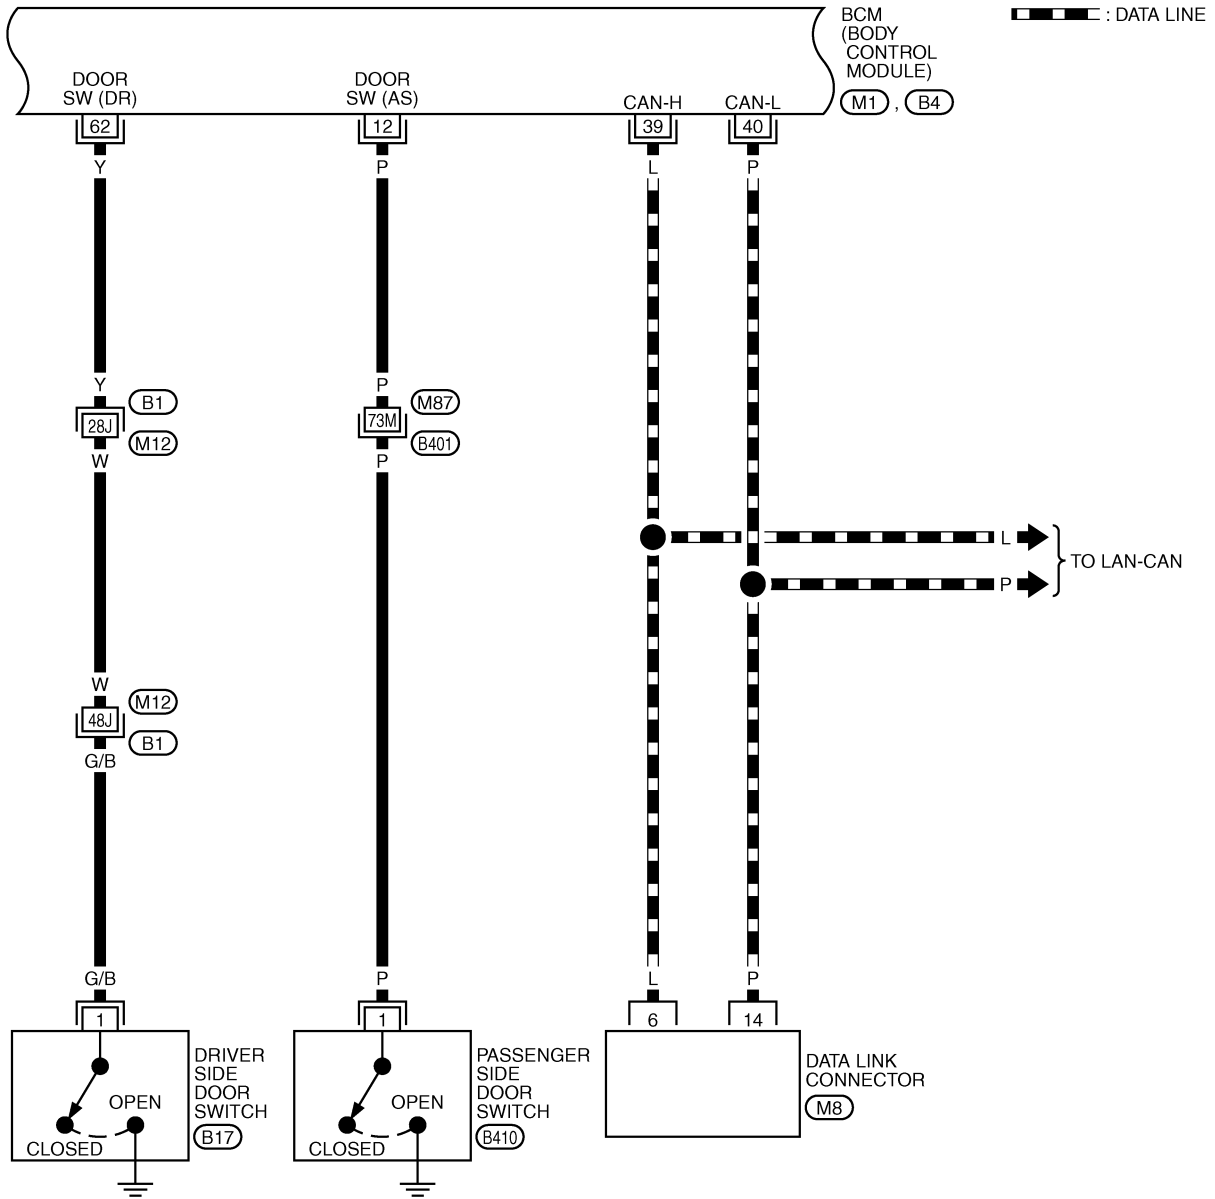 BCM
(BODY
CONTROL
MODULE)
M1 , B4
: DATA LINE
DOOR
SW (DR)
DOOR
SW (AS)
CAN-H
CAN-L
62
12
39
40
Y
P
L
P
Y
P
B1
M87
28J
73M
M12
B401
W
P
L
P
TO LAN-CAN
W
M12
48J
B1
G/B
G/B
P
L
P
1
1
6
14
DRIVER
SIDE
DOOR
SWITCH
B17
OPEN
CLOSED
PASSENGER
SIDE
DOOR
SWITCH
B410
OPEN
CLOSED
DATA LINK
CONNECTOR
M8